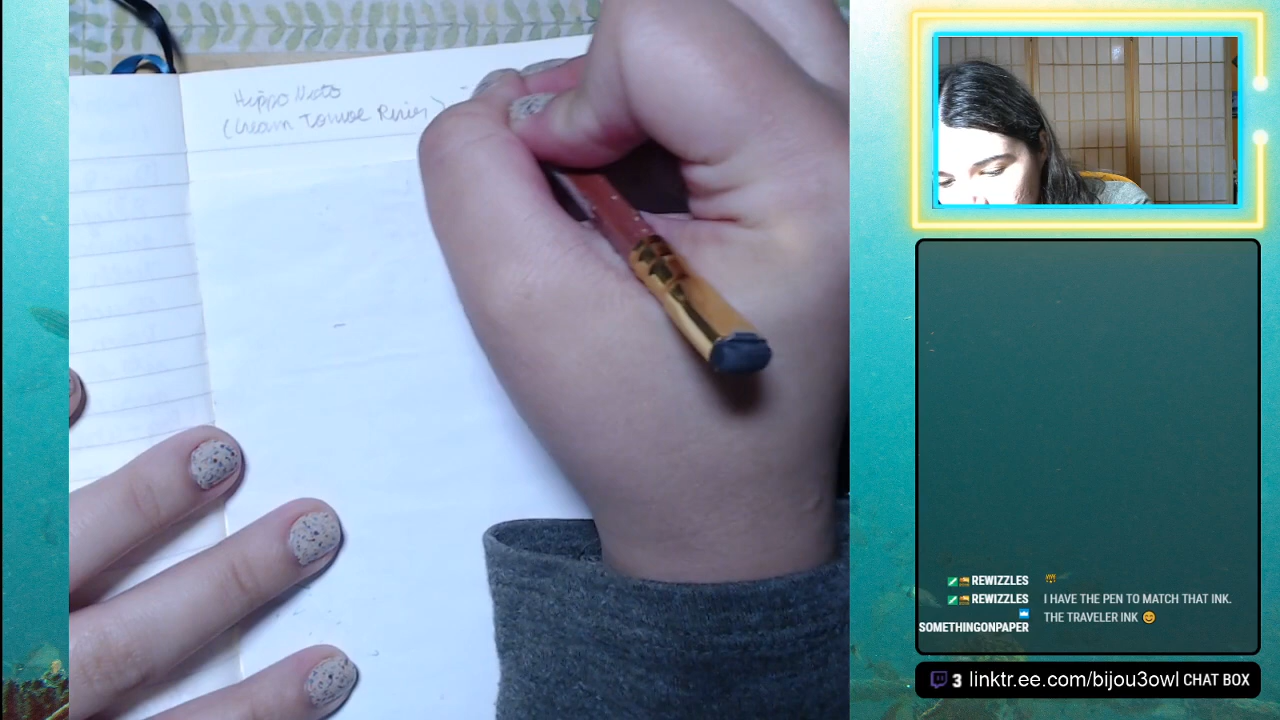 Hippo Noto
(Cream Tomoe River)
REWIZZLES
REWIZZLES I HAVE THE PEN TO MATCH THAT INK.
SOMETHINGONPAPER THE TRAVELER INK 😊
3 linktr.ee.com/bijou3owl CHAT BOX